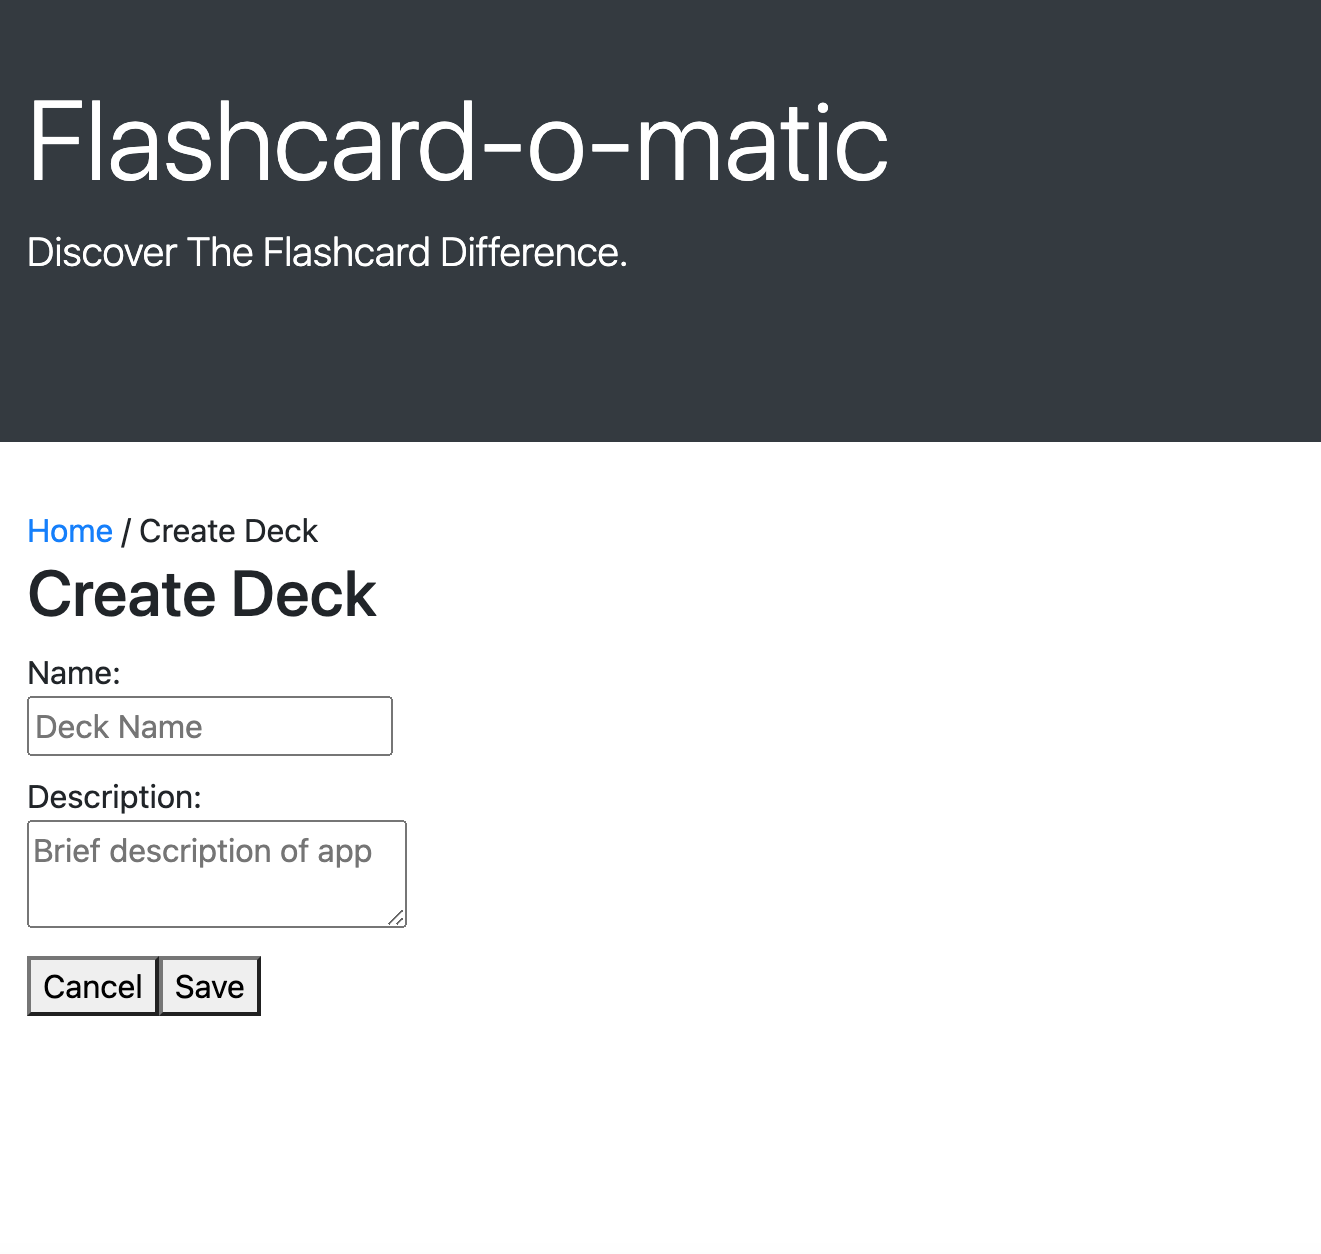 Flashcard-o-matic
Discover The Flashcard Difference.
Home / Create Deck
Create Deck
Name:
Deck Name
Description:
Brief description of app
Cancel Save